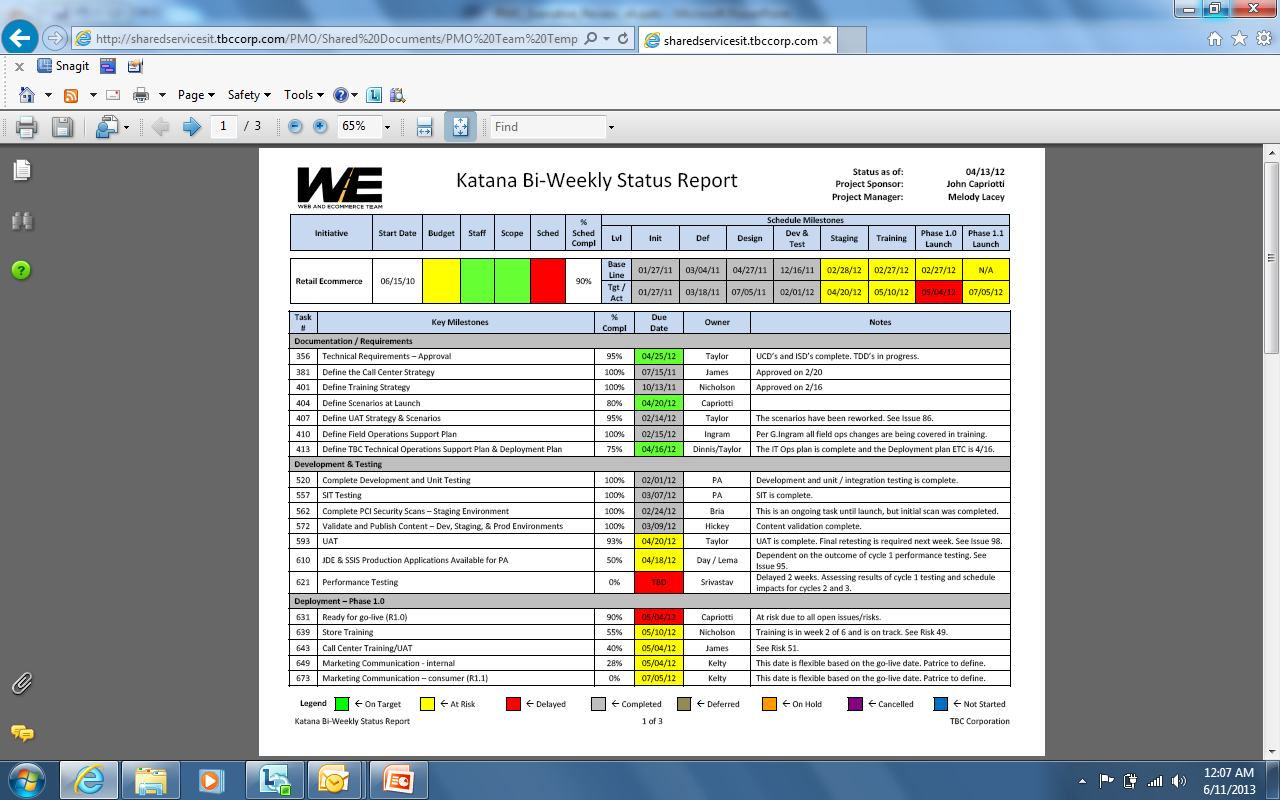 http://sharedservicesit.tbccorp.com/PMO/Shared%20Documents/PMO%20Team%20Temp
sharedservicesit.tbccorp.com
x Snagit
Page Safety Tools
1 / 3 65% Find
WE
WEB AND ECOMMERCE TEAM
Katana Bi-Weekly Status Report
Status as of: 04/13/12
Project Sponsor: John Capriotti
Project Manager: Melody Lacey
Initiative Start Date Budget Staff Scope Sched % Sched Compl Schedule Milestones
Lvl Init Def Design Dev & Test Staging Training Phase 1.0 Launch Phase 1.1 Launch
Retail Ecommerce 06/15/10 90%
Base Line 01/27/11 03/04/11 04/27/11 12/16/11 02/28/12 02/27/12 02/27/12 N/A
Tgt / Act 01/27/11 03/18/11 07/05/11 02/01/12 04/20/12 05/10/12 05/04/12 07/05/12
Task # Key Milestones % Compl Due Date Owner Notes
Documentation / Requirements
356 Technical Requirements – Approval 95% 04/25/12 Taylor UCD's and ISD's complete. TDD's in progress.
381 Define the Call Center Strategy 100% 07/15/11 James Approved on 2/20
401 Define Training Strategy 100% 10/13/11 Nicholson Approved on 2/16
404 Define Scenarios at Launch 80% 04/20/12 Capriotti
407 Define UAT Strategy & Scenarios 95% 02/14/12 Taylor The scenarios have been reworked. See Issue 86.
410 Define Field Operations Support Plan 100% 02/15/12 Ingram Per G.Ingram all field ops changes are being covered in training.
413 Define TBC Technical Operations Support Plan & Deployment Plan 75% 04/16/12 Dinnis/Taylor The IT Ops plan is complete and the Deployment plan ETC is 4/16.
Development & Testing
520 Complete Development and Unit Testing 100% 02/01/12 PA Development and unit / integration testing is complete.
557 SIT Testing 100% 03/07/12 PA SIT is complete.
562 Complete PCI Security Scans – Staging Environment 100% 02/24/12 Bria This is an ongoing task until launch, but initial scan was completed.
572 Validate and Publish Content – Dev, Staging, & Prod Environments 100% 03/09/12 Hickey Content validation complete.
593 UAT 93% 04/20/12 Taylor UAT is complete. Final retesting is required next week. See Issue 98.
610 JDE & SSIS Production Applications Available for PA 50% 04/18/12 Day / Lema Dependent on the outcome of cycle 1 performance testing. See
Issue 95.
621 Performance Testing 0% TBD Srivastav Delayed 2 weeks. Assessing results of cycle 1 testing and schedule
impacts for cycles 2 and 3.
Deployment – Phase 1.0
631 Ready for go-live (R1.0) 90% 05/04/12 Capriotti At risk due to all open issues/risks.
639 Store Training 55% 05/10/12 Nicholson Training is in week 2 of 6 and is on track. See Risk 49.
643 Call Center Training/UAT 40% 05/04/12 James See Risk 51.
649 Marketing Communication - internal 28% 05/04/12 Kelty This date is flexible based on the go-live date. Patrice to define.
673 Marketing Communication – consumer (R1.1) 0% 07/05/12 Kelty This date is flexible based on the go-live date. Patrice to define.
Legend ← On Target ← At Risk ← Delayed ← Completed ← Deferred ← On Hold ← Cancelled ← Not Started
Katana Bi-Weekly Status Report 1 of 3 TBC Corporation
12:07 AM
6/11/2013